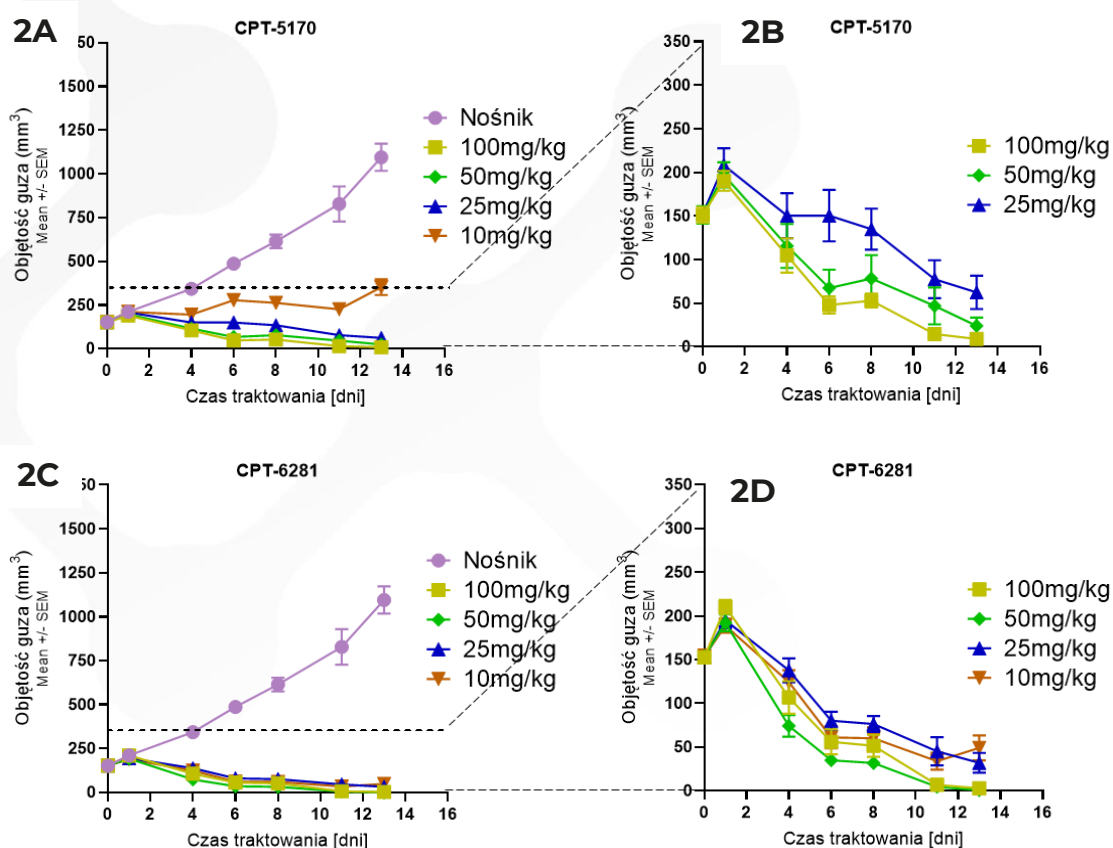 2A
CPT-5170
50
1500
1250
1000
750
500
250
0
Objętość guza (mm³)
Mean +/- SEM
0 2 4 6 8 10 12 14 16
Czas traktowania [dni]
Nośnik
100mg/kg
50mg/kg
25mg/kg
10mg/kg
2B
CPT-5170
350
300
250
200
150
100
50
0
Objętość guza (mm³)
Mean +/- SEM
0 2 4 6 8 10 12 14 16
Czas traktowania [dni]
100mg/kg
50mg/kg
25mg/kg
2C
CPT-6281
50
1500
1250
1000
750
500
250
0
Objętość guza (mm³)
Mean +/- SEM
0 2 4 6 8 10 12 14 16
Czas traktowania [dni]
Nośnik
100mg/kg
50mg/kg
25mg/kg
10mg/kg
2D
CPT-6281
350
300
250
200
150
100
50
0
Objętość guza (mm³)
Mean +/- SEM
0 2 4 6 8 10 12 14 16
Czas traktowania [dni]
100mg/kg
50mg/kg
25mg/kg
10mg/kg